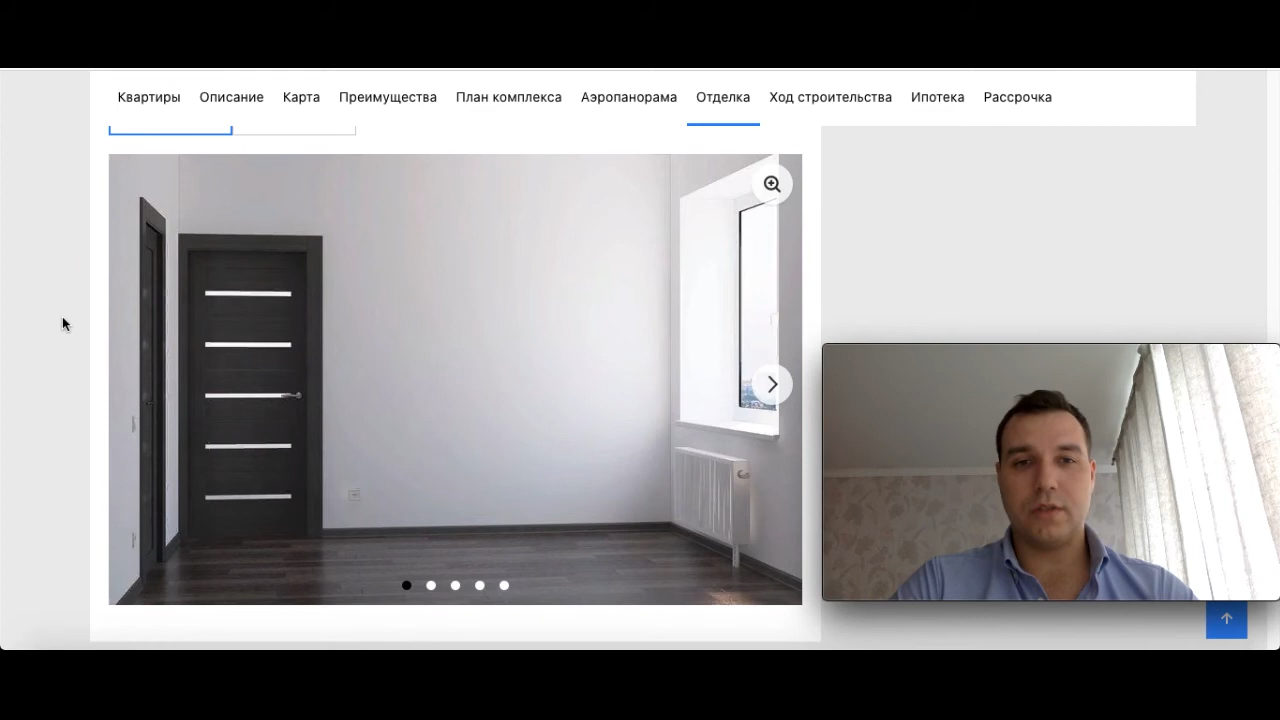 Квартиры Описание Карта Преимущества План комплекса Аэропанорама Отделка Ход строительства Ипотека Рассрочка